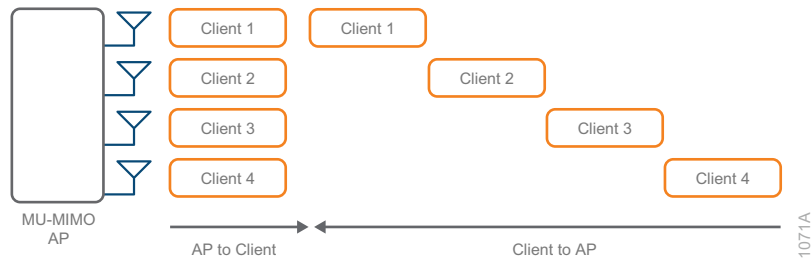 Client 1
Client 1
Client 2
Client 2
Client 3
Client 3
Client 4
Client 4
MU-MIMO
AP
AP to Client
Client to AP
1071A